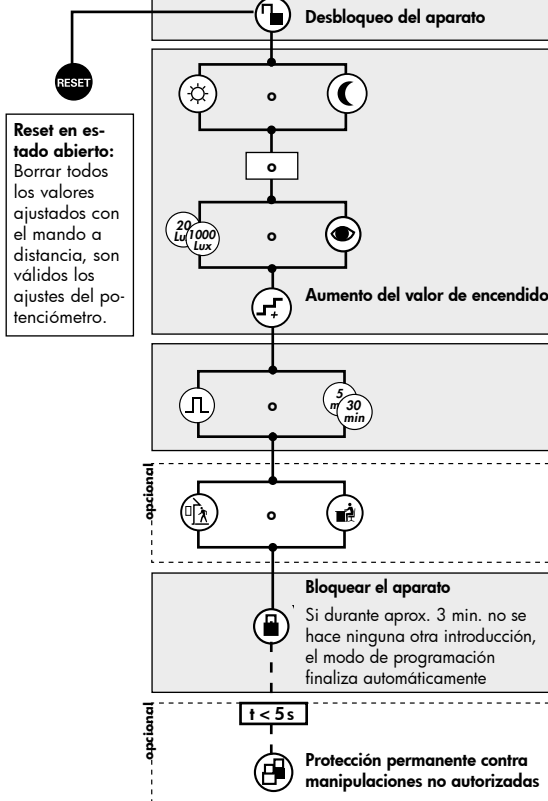 Desbloqueo del aparato
RESET
Reset en es-
tado abierto:
Borrar todos
los valores
ajustados con
el mando a
distancia, son
válidos los
ajustes del po-
tenciómetro.
o
o
20
Lu
1000
Lux
o
Aumento del valor de encendido
o
5
m
30
min
opcional
o
Bloquear el aparato
Si durante aprox. 3 min. no se
hace ninguna otra introducción,
el modo de programación
finaliza automáticamente
opcional
t < 5 s
Protección permanente contra
manipulaciones no autorizadas